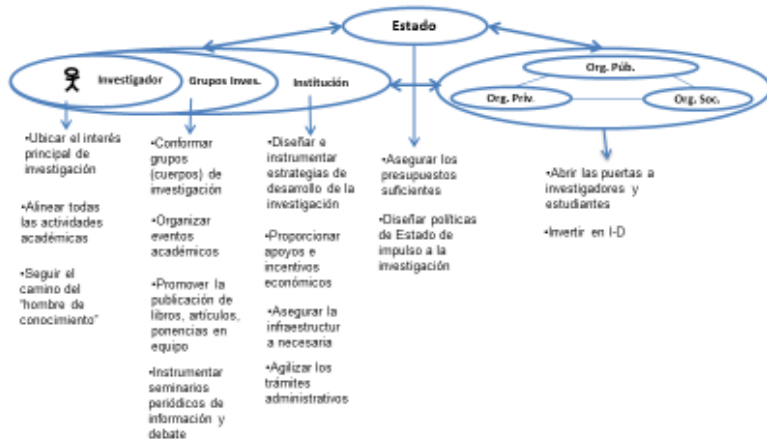 Estado
Investigador
Grupos Inves.
Institución
Org. Púb.
Org. Priv.
Org. Soc.
•Ubicar el interés
principal de
investigación
•Alinear todas
las actividades
académicas
•Seguir el
camino del
"hombre de
conocimiento"
•Conformar
grupos
(cuerpos) de
investigación
•Organizar
eventos
académicos
•Promover la
publicación de
libros, artículos,
ponencias en
equipo
•Instrumentar
seminarios
periódicos de
información y
debate
•Diseñar e
instrumentar
estrategias de
desarrollo de la
investigación
•Proporcionar
apoyos e
incentivos
económicos
•Asegurar la
infraestructur
a necesaria
•Agilizar los
trámites
administrativos
•Asegurar los
presupuestos
suficientes
•Diseñar políticas
de Estado de
impulso a la
investigación
•Abrir las puertas a
investigadores y
estudiantes
•Invertir en I-D